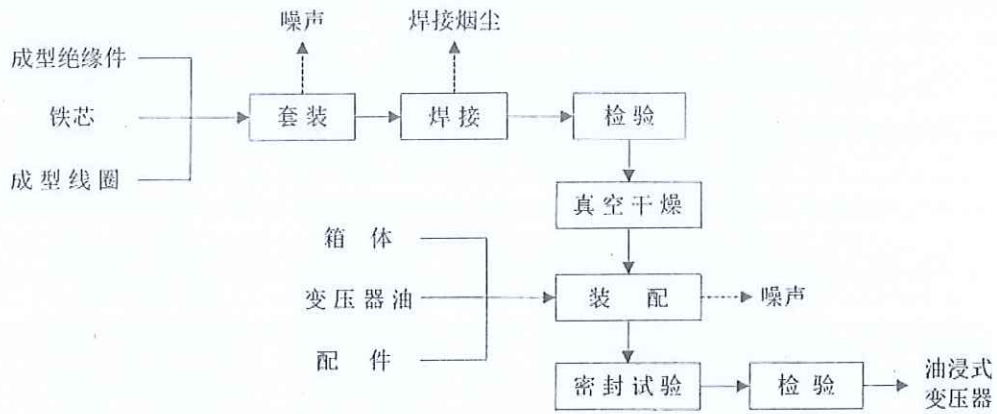 噪声
焊接烟尘
成型绝缘件
铁芯
套装
焊接
检验
成型线圈
真空干燥
箱体
变压器油
装配
噪声
配件
密封试验
检验
油浸式
变压器